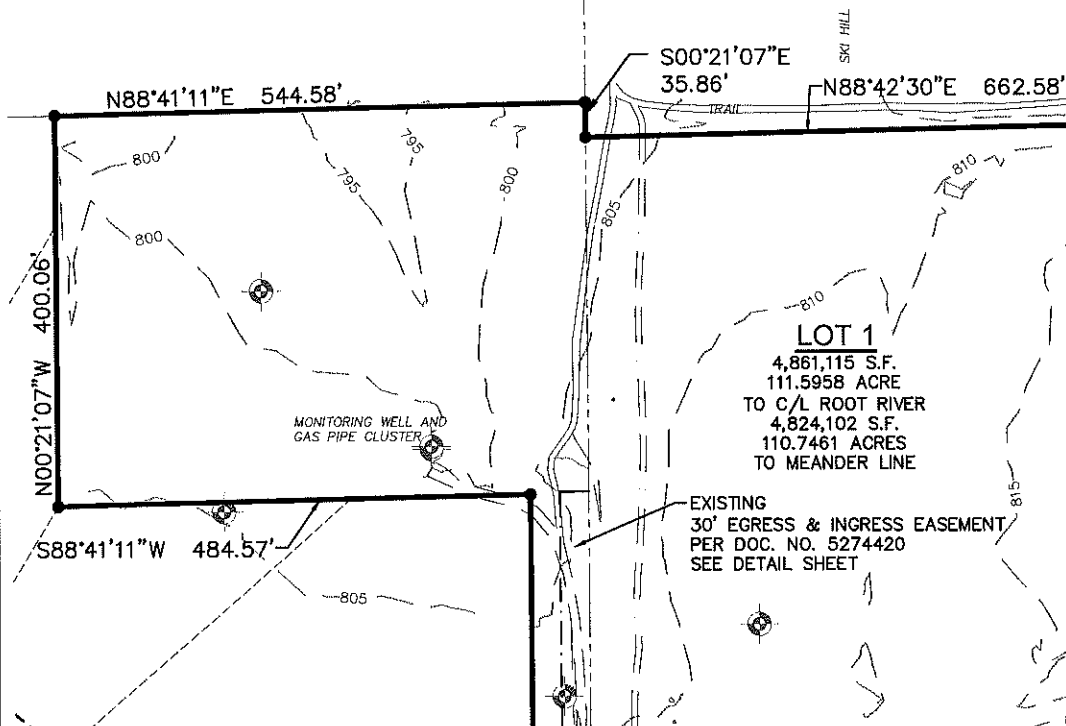 SKI HILL
S00°21'07"E
35.86'
N88°41'11"E 544.58'
N88°42'30"E 662.58'
TRAIL
795
795
800
800
800
805
810
810
N00°21'07"W 400.06'
LOT 1
4,861,115 S.F.
111.5958 ACRE
TO C/L ROOT RIVER
4,824,102 S.F.
110.7461 ACRES
TO MEANDER LINE
MONITORING WELL AND
GAS PIPE CLUSTER
815
EXISTING
30' EGRESS & INGRESS EASEMENT
PER DOC. NO. 5274420
SEE DETAIL SHEET
S88°41'11"W 484.57'
805